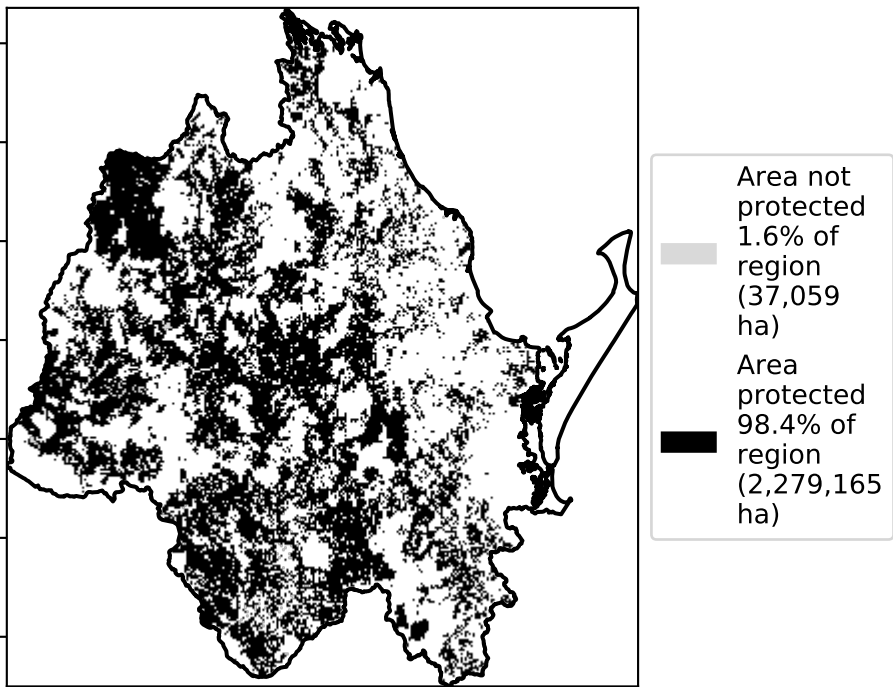 Area not
protected
1.6% of
region
(37,059
ha)
Area
protected
98.4% of
region
(2,279,165
ha)